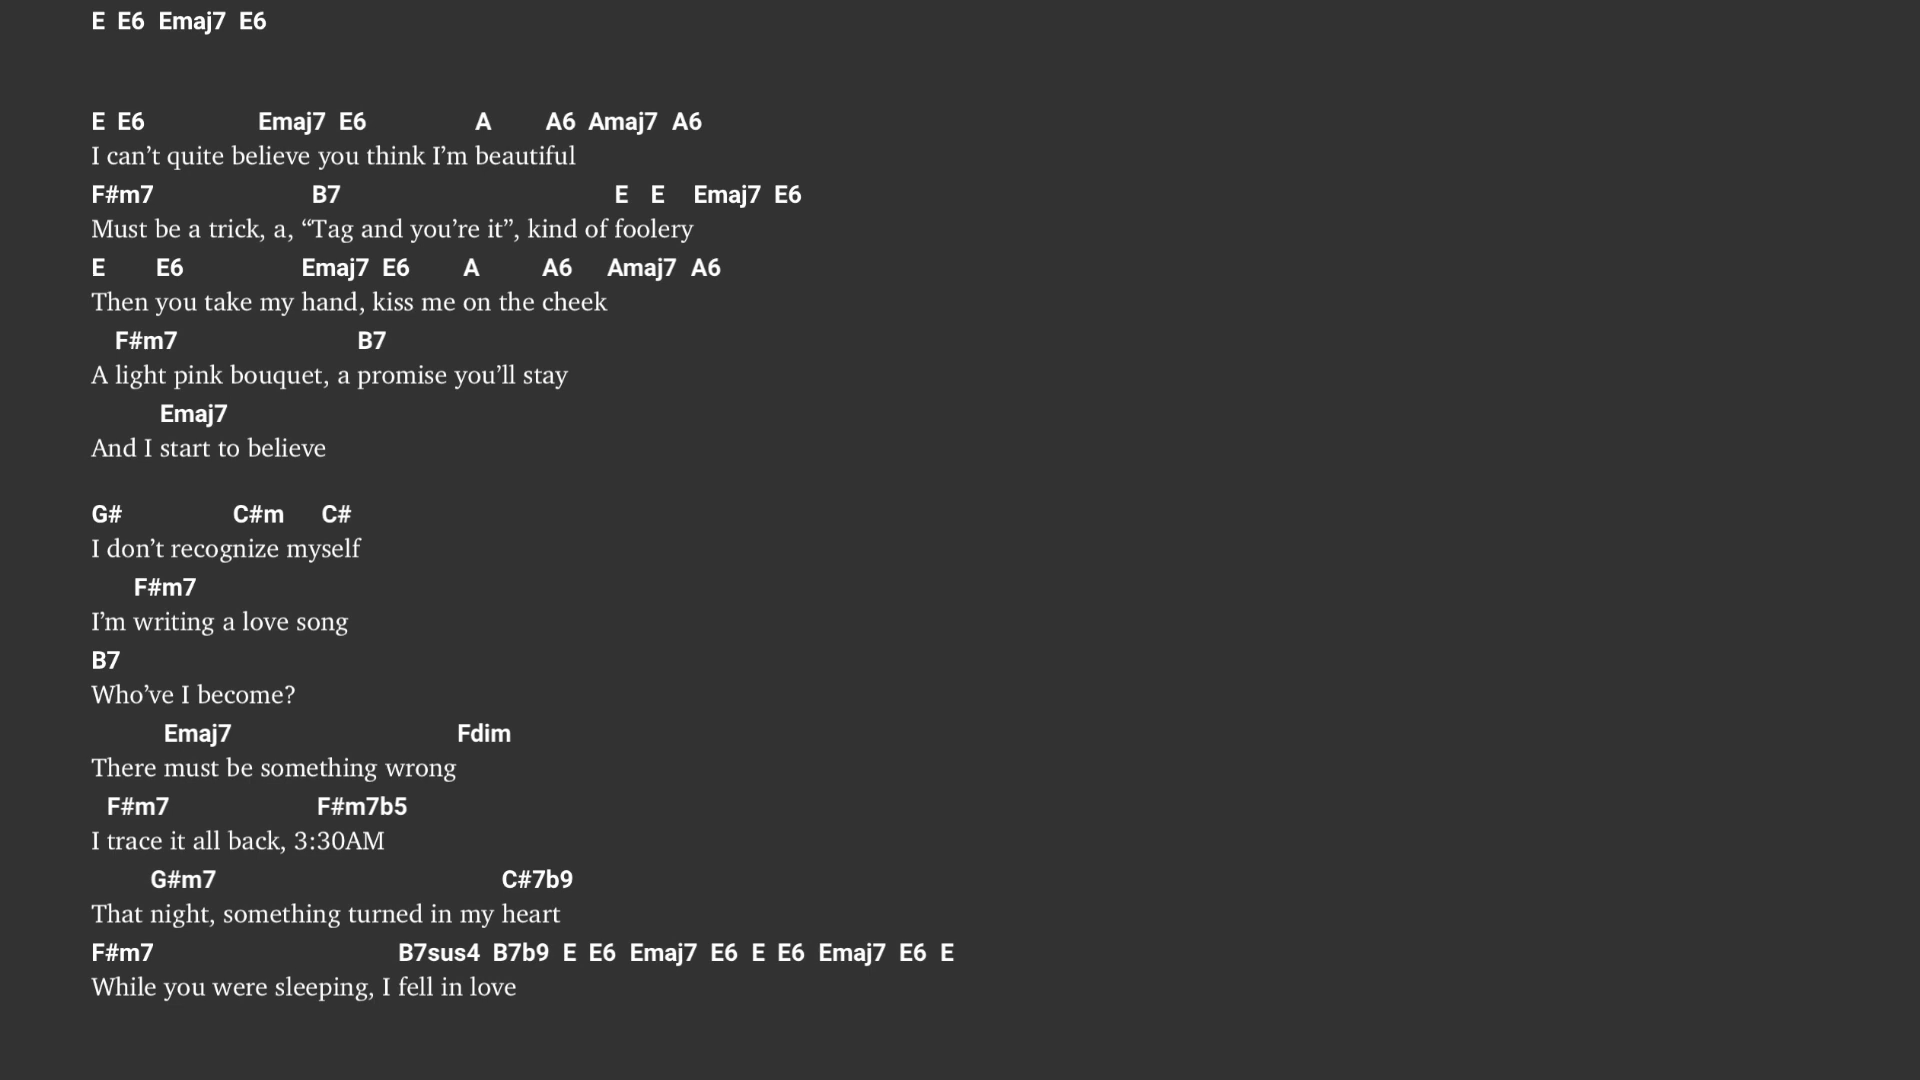 E E6 Emaj7 E6
E E6 Emaj7 E6 A A6 Amaj7 A6
I can’t quite believe you think I’m beautiful
F#m7 B7 E E Emaj7 E6
Must be a trick, a, “Tag and you’re it”, kind of foolery
E E6 Emaj7 E6 A A6 Amaj7 A6
Then you take my hand, kiss me on the cheek
F#m7 B7
A light pink bouquet, a promise you’ll stay
Emaj7
And I start to believe
G# C#m C#
I don’t recognize myself
F#m7
I’m writing a love song
B7
Who’ve I become?
Emaj7 Fdim
There must be something wrong
F#m7 F#m7b5
I trace it all back, 3:30AM
G#m7 C#7b9
That night, something turned in my heart
F#m7 B7sus4 B7b9 E E6 Emaj7 E6 E E6 Emaj7 E6 E
While you were sleeping, I fell in love